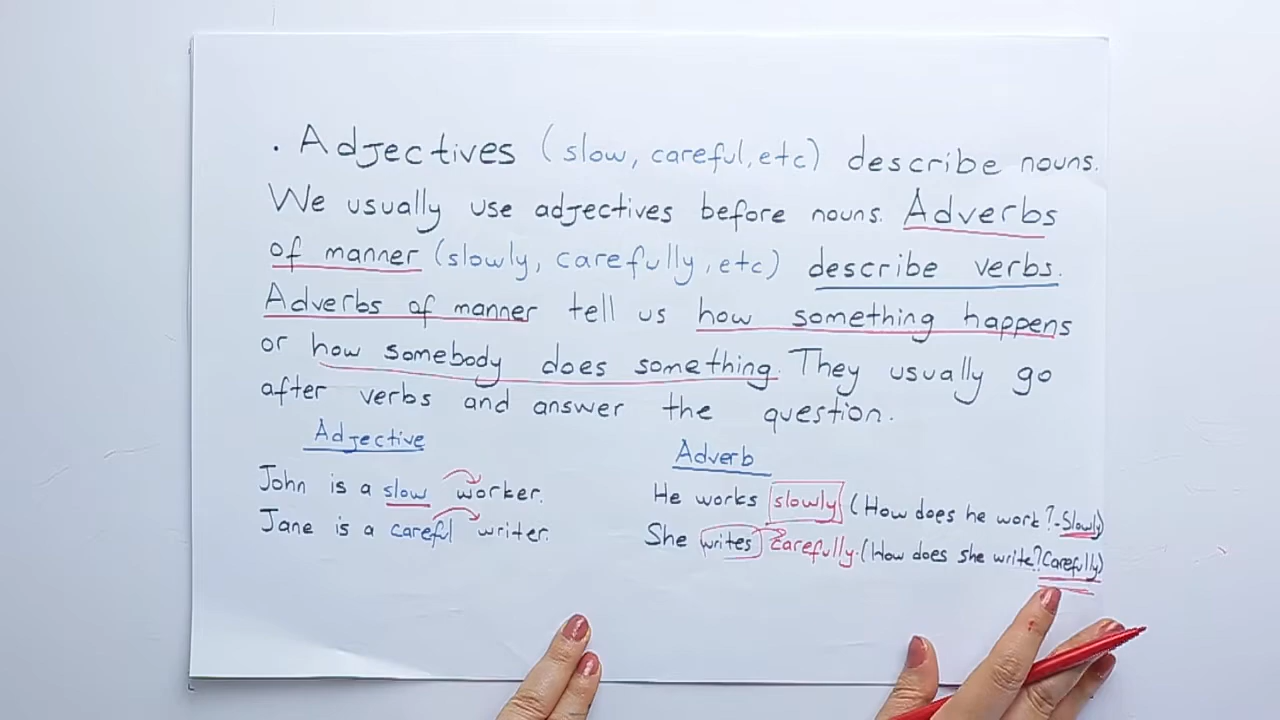 . Adjectives (slow, careful, etc) describe nouns.
We usually use adjectives before nouns. Adverbs
of manner (slowly, carefully, etc) describe verbs.
Adverbs of manner tell us how something happens
or how somebody does something. They usually go
after verbs and answer the question.
Adjective
John is a slow worker.
Jane is a careful writer.
Adverb
He works slowly (How does he work? - Slowly)
She writes carefully. (How does she write? Carefully)